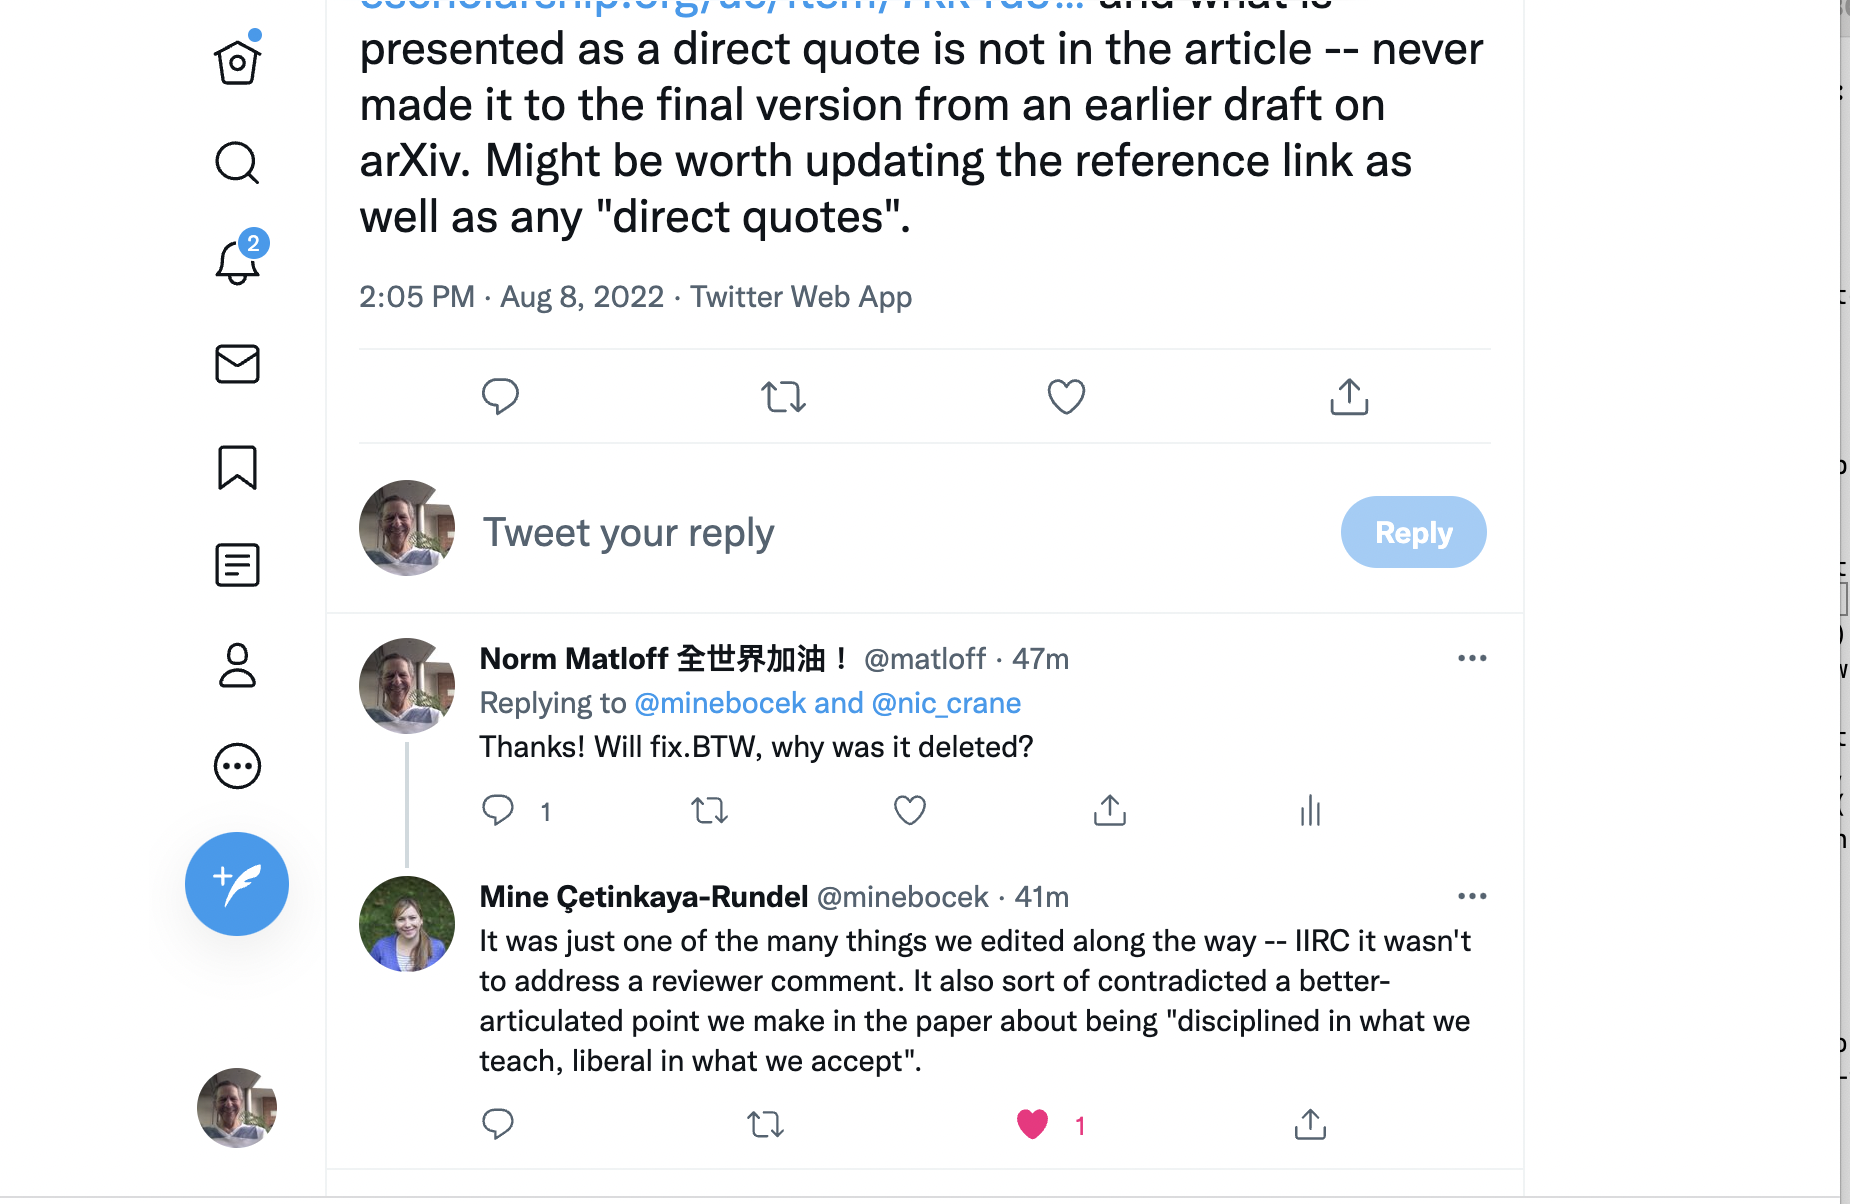 presented as a direct quote is not in the article -- never
made it to the final version from an earlier draft on
arXiv. Might be worth updating the reference link as
well as any "direct quotes".
2
2:05 PM · Aug 8, 2022 · Twitter Web App
Tweet your reply
Reply
Norm Matloff 全世界加油！ @matloff · 47m
Replying to @minebocek and @nic_crane
Thanks! Will fix.BTW, why was it deleted?
1
Mine Çetinkaya-Rundel @minebocek · 41m
It was just one of the many things we edited along the way -- IIRC it wasn't
to address a reviewer comment. It also sort of contradicted a better-
articulated point we make in the paper about being "disciplined in what we
teach, liberal in what we accept".
1